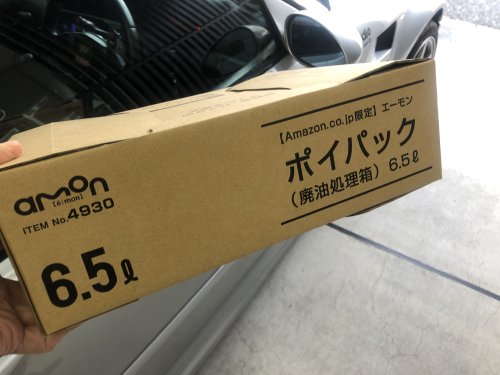 amon
[é:mon]
ITEM No.4930
6.5ℓ
【Amazon.co.jp限定】エーモン
ポイパック
（廃油処理箱）6.5ℓ